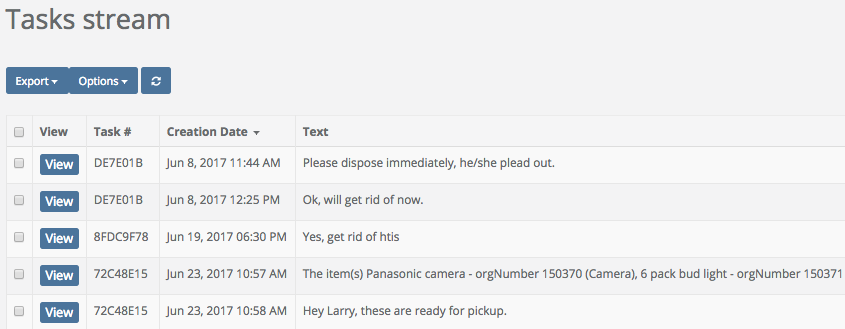 Tasks stream
Export Options
View Task # Creation Date Text
View DE7E01B Jun 8, 2017 11:44 AM Please dispose immediately, he/she plead out.
View DE7E01B Jun 8, 2017 12:25 PM Ok, will get rid of now.
View 8FDC9F78 Jun 19, 2017 06:30 PM Yes, get rid of htis
View 72C48E15 Jun 23, 2017 10:57 AM The item(s) Panasonic camera - orgNumber 150370 (Camera), 6 pack bud light - orgNumber 150371
View 72C48E15 Jun 23, 2017 10:58 AM Hey Larry, these are ready for pickup.